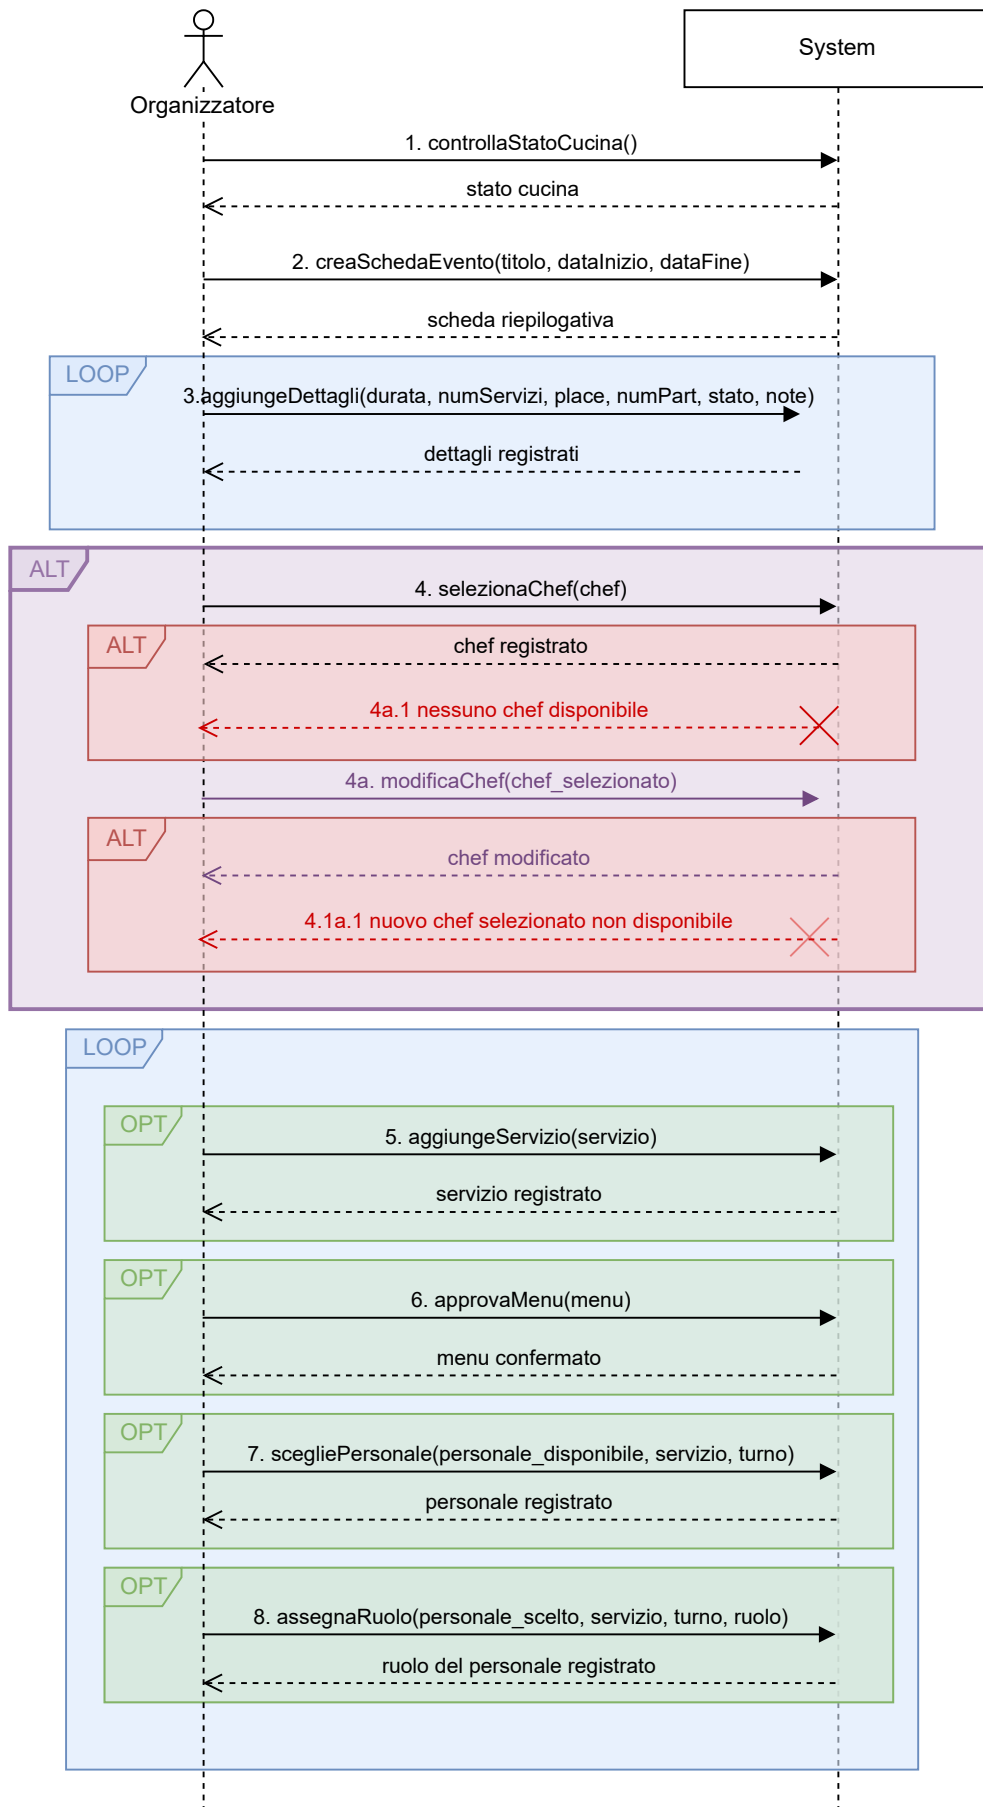 System
Organizzatore
1. controllaStatoCucina()
stato cucina
2. creaSchedaEvento(titolo, dataInizio, dataFine)
scheda riepilogativa
LOOP
3.aggiungeDettagli(durata, numServizi, place, numPart, stato, note)
dettagli registrati
ALT
4. selezionaChef(chef)
ALT
chef registrato
4a.1 nessuno chef disponibile
4a. modificaChef(chef_selezionato)
ALT
chef modificato
4.1a.1 nuovo chef selezionato non disponibile
LOOP
OPT
5. aggiungeServizio(servizio)
servizio registrato
OPT
6. approvaMenu(menu)
menu confermato
OPT
7. scegliePersonale(personale_disponibile, servizio, turno)
personale registrato
OPT
8. assegnaRuolo(personale_scelto, servizio, turno, ruolo)
ruolo del personale registrato